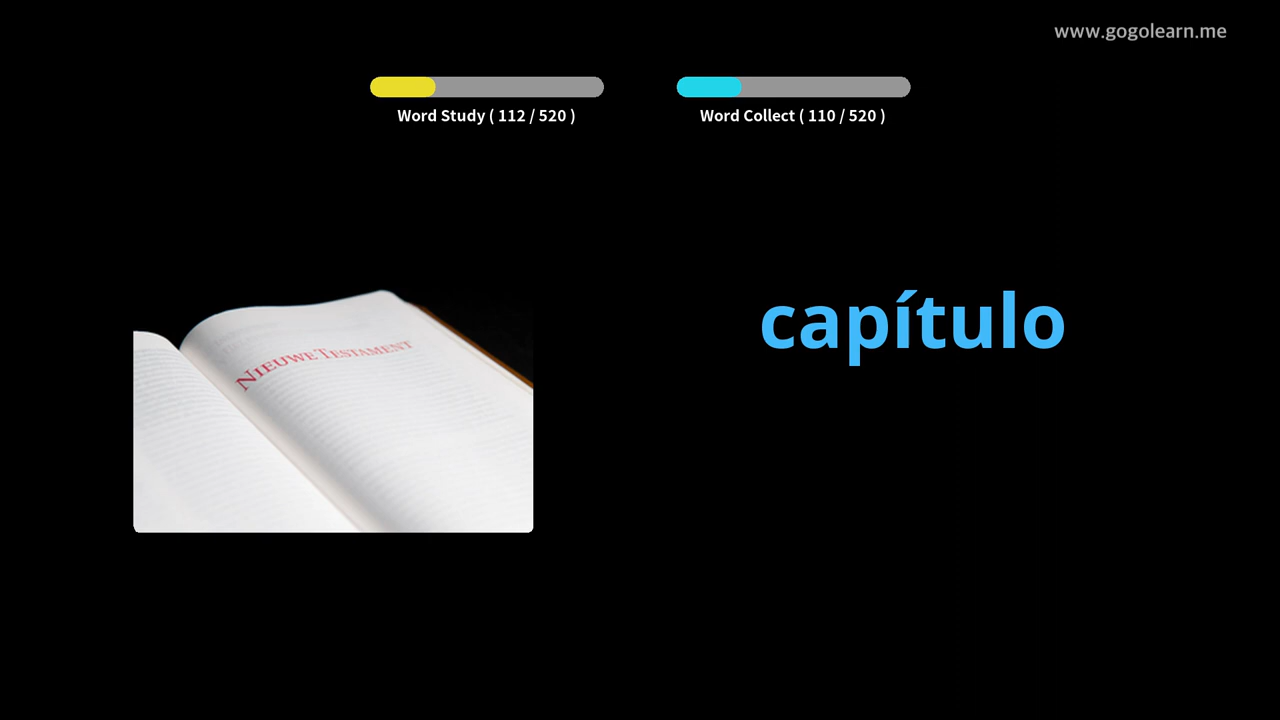 www.gogolearn.me
Word Study ( 112 / 520 )
Word Collect ( 110 / 520 )
capítulo
NIEUWE TESTAMENT